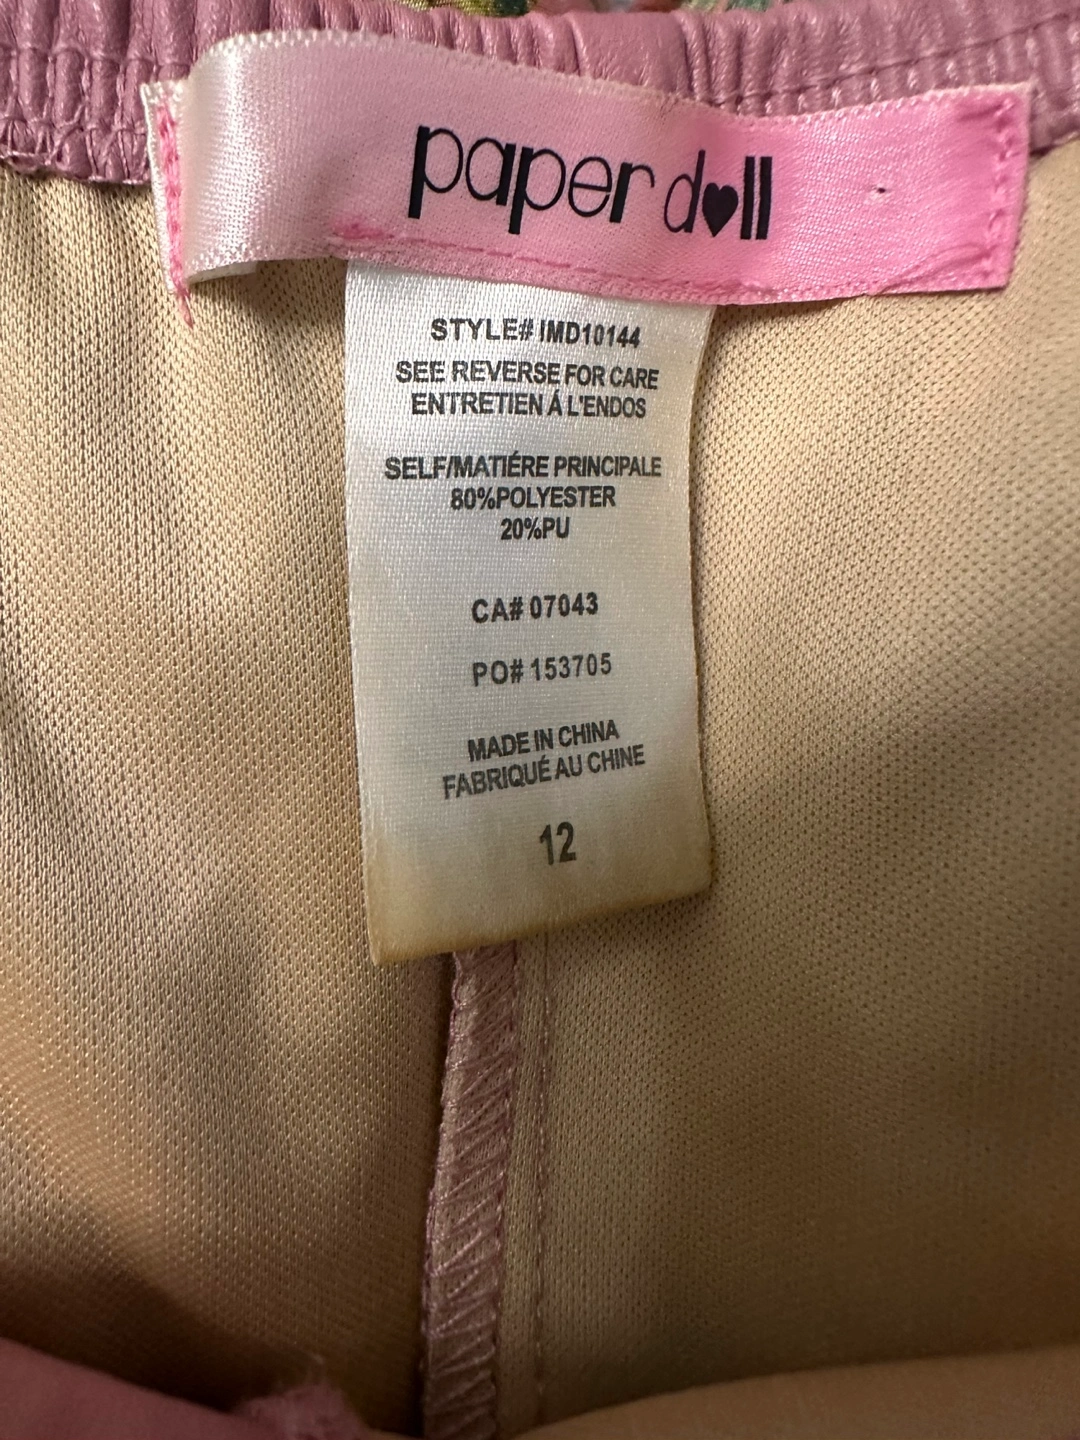 paper doll
STYLE# IMD10144
SEE REVERSE FOR CARE
ENTRETIEN Á L'ENDOS
SELF/MATIÉRE PRINCIPALE
80%POLYESTER
20%PU
CA# 07043
PO# 153705
MADE IN CHINA
FABRIQUÉ AU CHINE
12